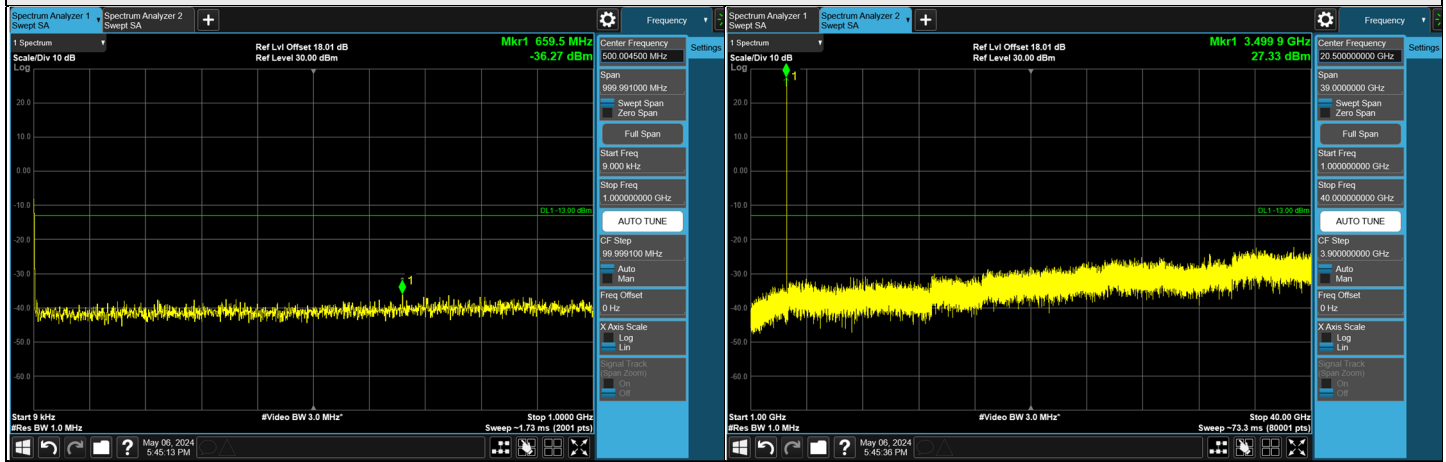 Spectrum Analyzer 1
Swept SA
Spectrum Analyzer 2
Swept SA
Frequency
1 Spectrum
Scale/Div 10 dB
Log
Ref Lvl Offset 18.01 dB
Ref Level 30.00 dBm
Mkr1 659.5 MHz
-36.27 dBm
20.0
10.0
0.00
-10.0
-20.0
-30.0
-40.0
-50.0
-60.0
DL1 -13.00 dBm
1
Start 9 kHz
#Res BW 1.0 MHz
#Video BW 3.0 MHz*
Stop 1.0000 GHz
Sweep ~1.73 ms (2001 pts)
Center Frequency
500.004500 MHz
Settings
Span
999.991000 MHz
Swept Span
Zero Span
Full Span
Start Freq
9.000 kHz
Stop Freq
1.000000000 GHz
AUTO TUNE
CF Step
99.999100 MHz
Auto
Man
Freq Offset
0 Hz
X Axis Scale
Log
Lin
Signal Track
(Span Zoom)
On
Off
?
May 06, 2024
5:45:13 PM
Spectrum Analyzer 1
Swept SA
Spectrum Analyzer 2
Swept SA
Frequency
1 Spectrum
Scale/Div 10 dB
Log
Ref Lvl Offset 18.01 dB
Ref Level 30.00 dBm
Mkr1 3.499 9 GHz
27.33 dBm
1
20.0
10.0
0.00
-10.0
-20.0
-30.0
-40.0
-50.0
-60.0
DL1 -13.00 dBm
Start 1.00 GHz
#Res BW 1.0 MHz
#Video BW 3.0 MHz*
Stop 40.00 GHz
Sweep ~73.3 ms (80001 pts)
Center Frequency
20.500000000 GHz
Settings
Span
39.0000000 GHz
Swept Span
Zero Span
Full Span
Start Freq
1.000000000 GHz
Stop Freq
40.000000000 GHz
AUTO TUNE
CF Step
3.900000000 GHz
Auto
Man
Freq Offset
0 Hz
X Axis Scale
Log
Lin
Signal Track
(Span Zoom)
On
Off
?
May 06, 2024
5:45:36 PM